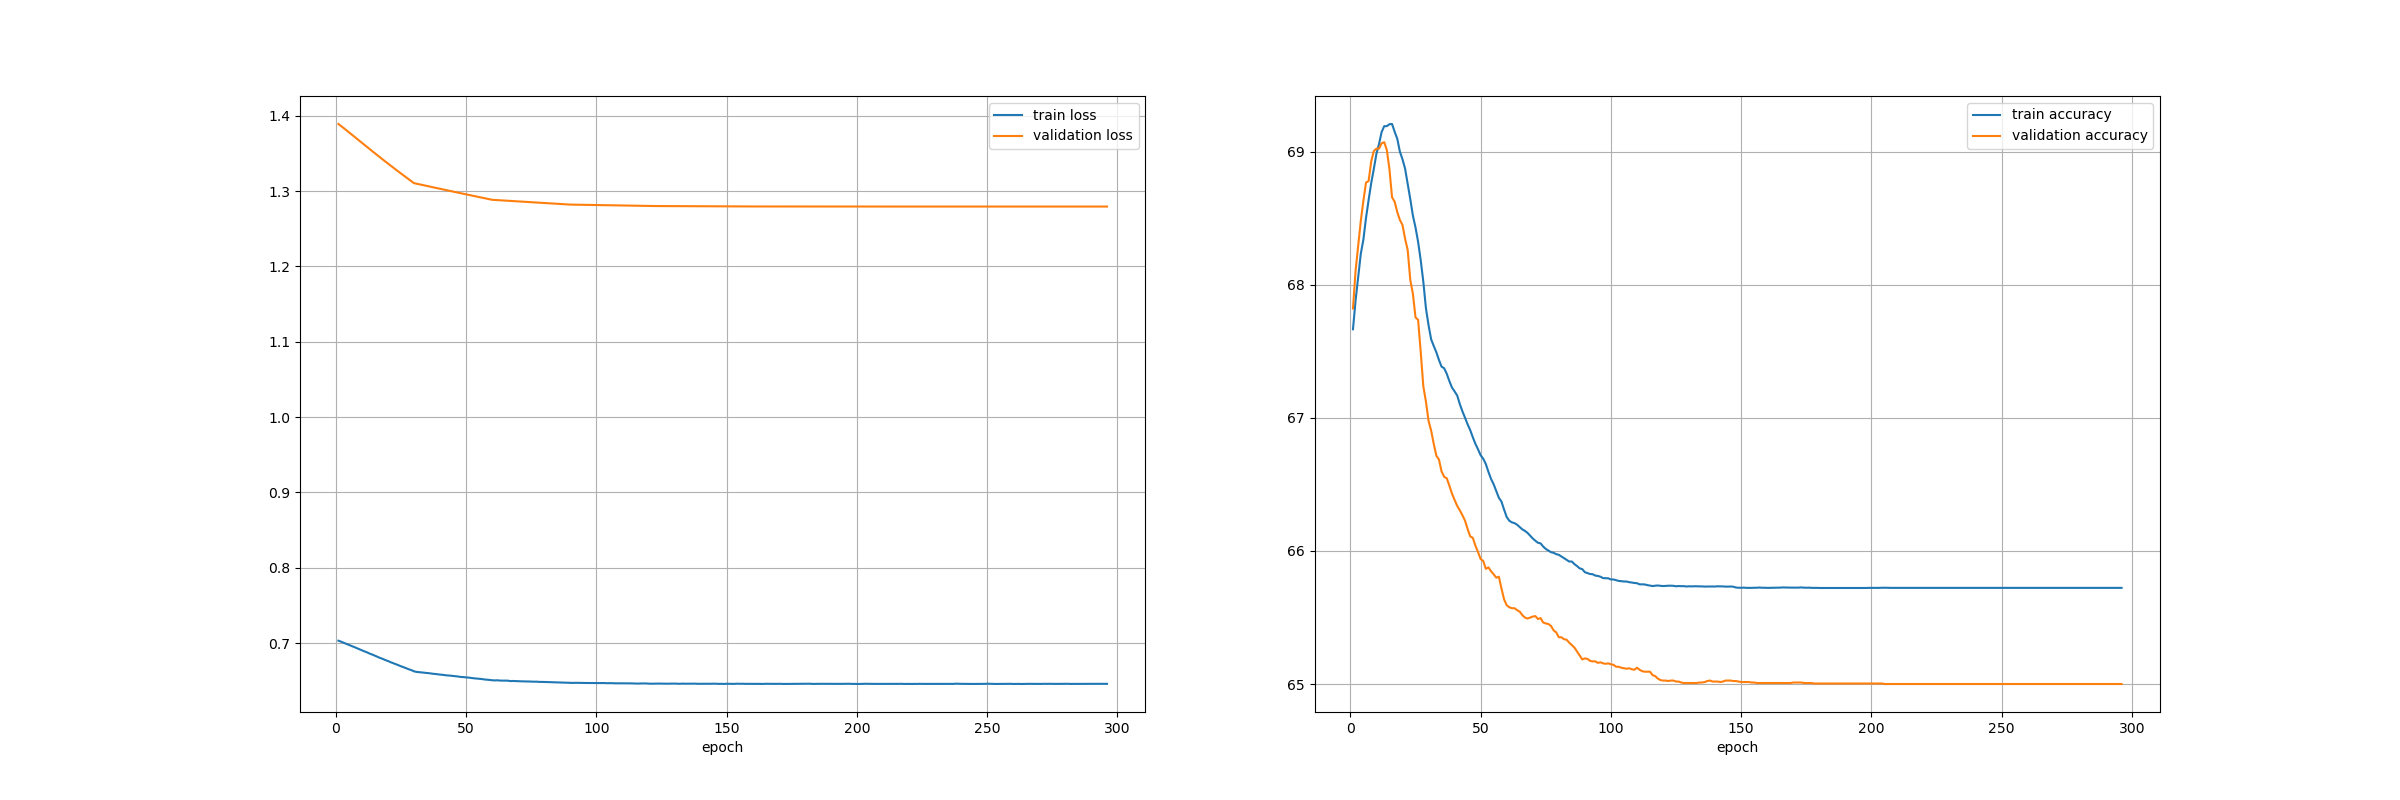 1.4
1.3
1.2
1.1
1.0
0.9
0.8
0.7
0 50 100 150 200 250 300
epoch
train loss
validation loss
69
68
67
66
65
0 50 100 150 200 250 300
epoch
train accuracy
validation accuracy